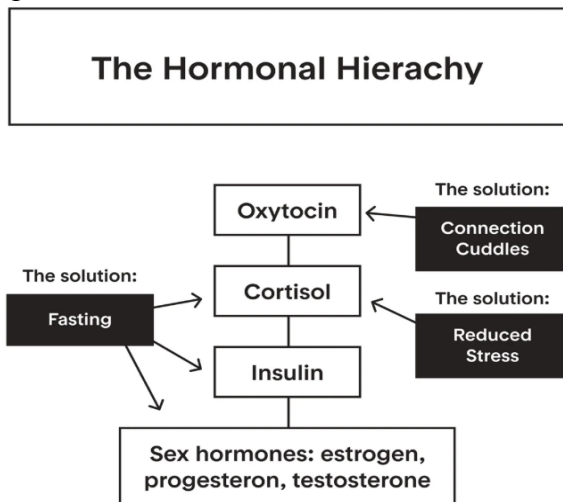 The Hormonal Hierachy
The solution:
Oxytocin
Connection
Cuddles
The solution:
Cortisol
The solution:
Fasting
Reduced
Stress
Insulin
Sex hormones: estrogen,
progesteron, testosterone